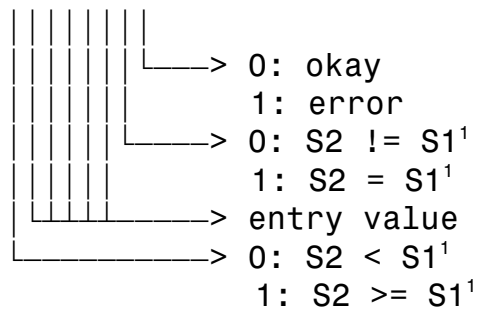 0: okay
1: error
0: S2 != S1¹
1: S2 = S1¹
entry value
0: S2 < S1¹
1: S2 >= S1¹